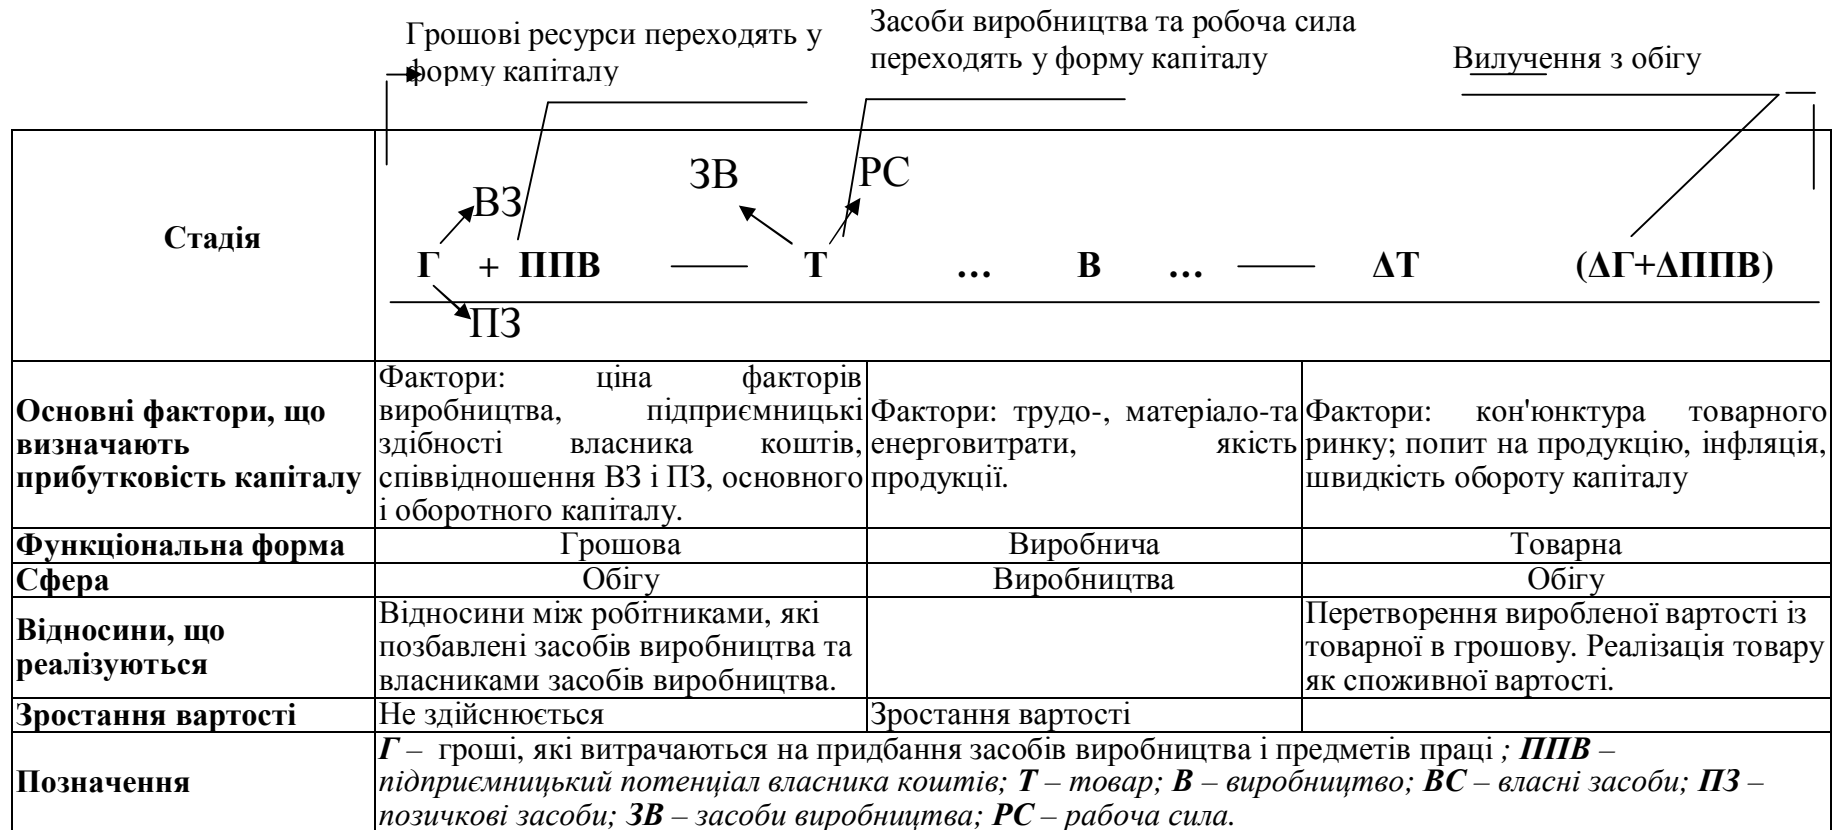 Грошові ресурси переходять у
форму капіталу
Засоби виробництва та робоча сила
переходять у форму капіталу
Вилучення з обігу
Стадія
ЗВ
РС
ВЗ
Г + ППВ —— Т ... В ... —— ΔТ (ΔГ+ΔППВ)
ПЗ
Основні фактори, що
визначають
прибутковість капіталу
Фактори: ціна факторів
виробництва, підприємницькі
здібності власника коштів,
співвідношення ВЗ і ПЗ, основного
і оборотного капіталу.
Фактори: трудо-, матеріало-та
енерговитрати, якість
продукції.
Фактори: кон'юнктура товарного
ринку; попит на продукцію, інфляція,
швидкість обороту капіталу
Функціональна форма
Грошова
Виробнича
Товарна
Сфера
Обігу
Виробництва
Обігу
Відносини, що
реалізуються
Відносини між робітниками, які
позбавлені засобів виробництва та
власниками засобів виробництва.
Перетворення виробленої вартості із
товарної в грошову. Реалізація товару
як споживної вартості.
Зростання вартості
Не здійснюється
Зростання вартості
Позначення
Г – гроші, які витрачаються на придбання засобів виробництва і предметів праці ; ППВ –
підприємницький потенціал власника коштів; Т – товар; В – виробництво; ВС – власні засоби; ПЗ –
позичкові засоби; ЗВ – засоби виробництва; РС – рабоча сила.